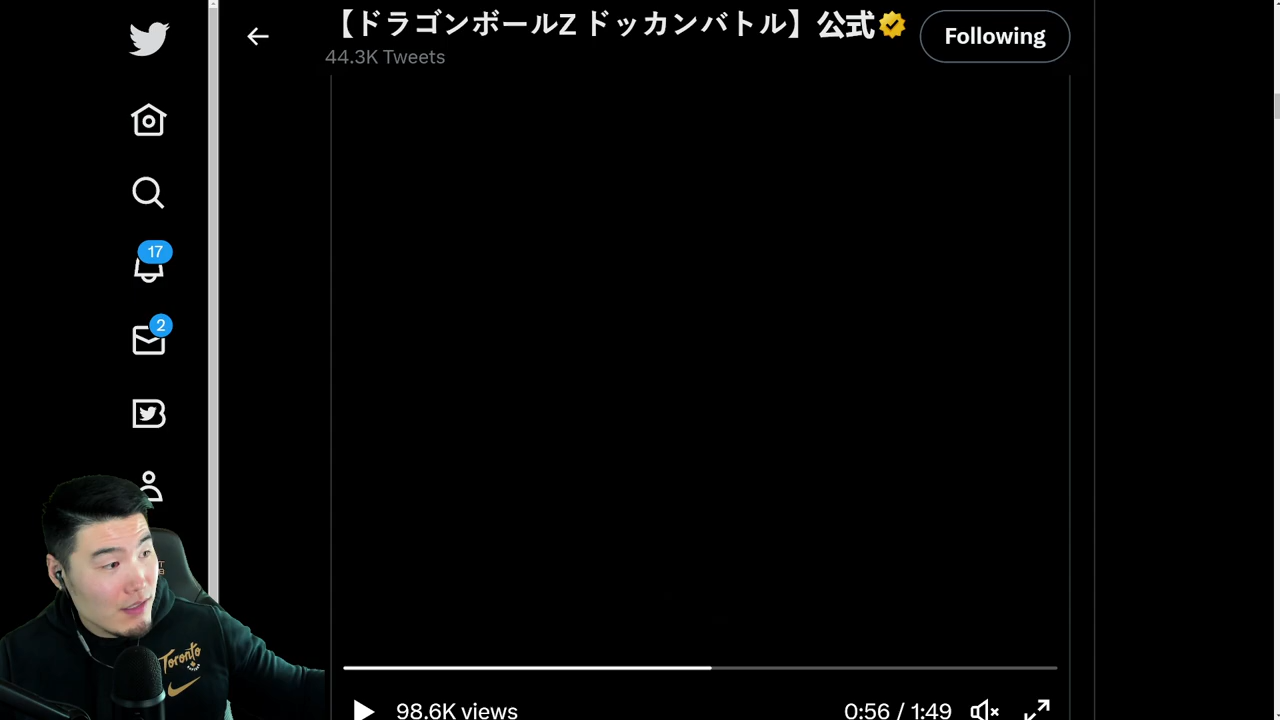 【ドラゴンボールZ ドッカンバトル】公式
Following
44.3K Tweets
17
2
Toronto
98.6K views
0:56 / 1:49